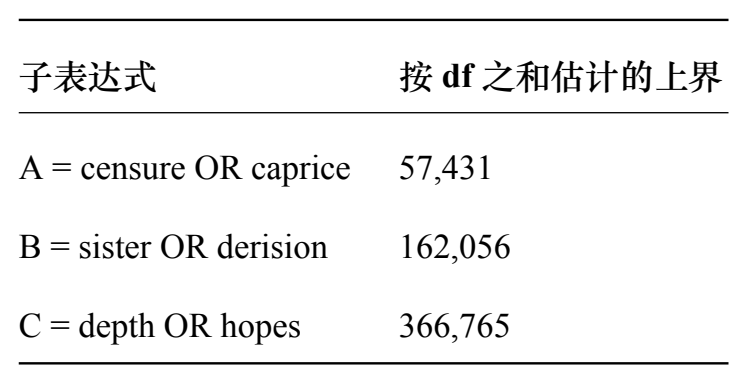 子表达式 按 df 之和估计的上界
A = censure OR caprice 57,431
B = sister OR derision 162,056
C = depth OR hopes 366,765